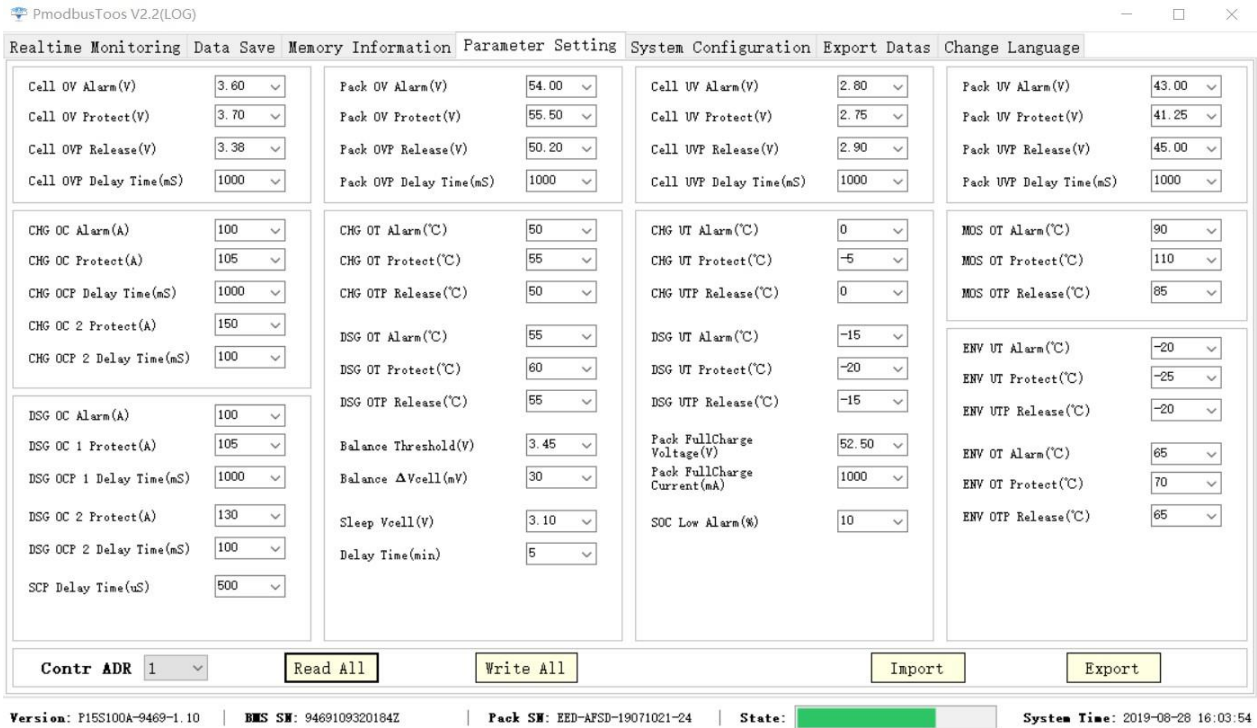 PmodbusToos V2.2(LOG)
Realtime Monitoring Data Save Memory Information Parameter Setting System Configuration Export Datas Change Language
Cell OV Alarm(V) 3.60
Cell OV Protect(V) 3.70
Cell OVP Release(V) 3.38
Cell OVP Delay Time(mS) 1000
Pack OV Alarm(V) 54.00
Pack OV Protect(V) 55.50
Pack OVP Release(V) 50.20
Pack OVP Delay Time(mS) 1000
Cell UV Alarm(V) 2.80
Cell UV Protect(V) 2.75
Cell UVP Release(V) 2.90
Cell UVP Delay Time(mS) 1000
Pack UV Alarm(V) 43.00
Pack UV Protect(V) 41.25
Pack UVP Release(V) 45.00
Pack UVP Delay Time(mS) 1000
CHG OC Alarm(A) 100
CHG OC Protect(A) 105
CHG OCP Delay Time(mS) 1000
CHG OC 2 Protect(A) 150
CHG OCP 2 Delay Time(mS) 100
DSG OC Alarm(A) 100
DSG OC 1 Protect(A) 105
DSG OCP 1 Delay Time(mS) 1000
DSG OC 2 Protect(A) 130
DSG OCP 2 Delay Time(mS) 100
SCP Delay Time(uS) 500
CHG OT Alarm(℃) 50
CHG OT Protect(℃) 55
CHG OTP Release(℃) 50
DSG OT Alarm(℃) 55
DSG OT Protect(℃) 60
DSG OTP Release(℃) 55
Balance Threshold(V) 3.45
Balance ΔVcell(mV) 30
Sleep Vcell(V) 3.10
Delay Time(min) 5
CHG UT Alarm(℃) 0
CHG UT Protect(℃) -5
CHG UTP Release(℃) 0
DSG UT Alarm(℃) -15
DSG UT Protect(℃) -20
DSG UTP Release(℃) -15
Pack FullCharge
Voltage(V) 52.50
Pack FullCharge
Current(mA) 1000
SOC Low Alarm(%) 10
MOS OT Alarm(℃) 90
MOS OT Protect(℃) 110
MOS OTP Release(℃) 85
ENV UT Alarm(℃) -20
ENV UT Protect(℃) -25
ENV UTP Release(℃) -20
ENV OT Alarm(℃) 65
ENV OT Protect(℃) 70
ENV OTP Release(℃) 65
Contr ADR 1 Read All Write All Import Export
Version: P15S100A-9469-1.10 BMS SN: 9469109320184Z Pack SN: EED-AFSD-19071021-24 State: System Time: 2019-08-28 16:03:54